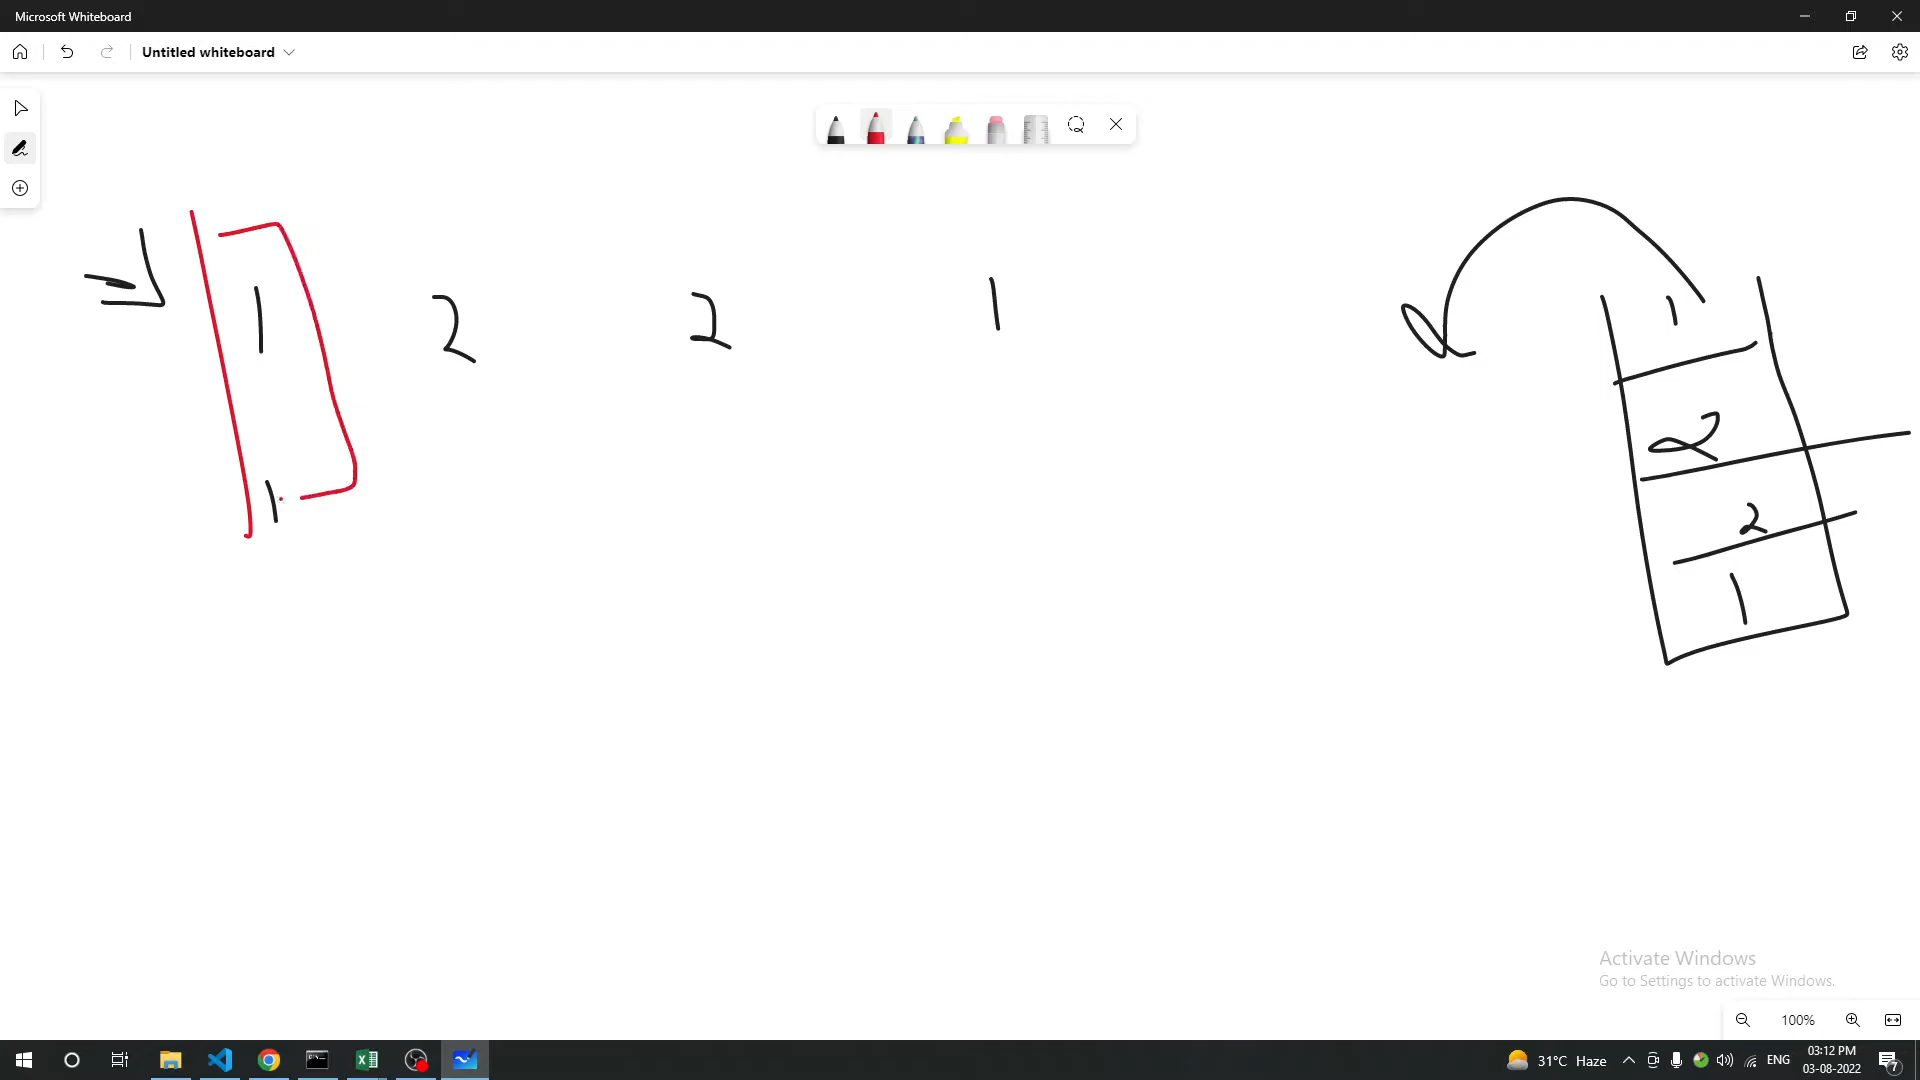 Microsoft Whiteboard
Untitled whiteboard
1 2 2 1
1
1
2
2
1
Activate Windows
Go to Settings to activate Windows.
100%
31°C Haze
ENG
03:12 PM
03-08-2022
7